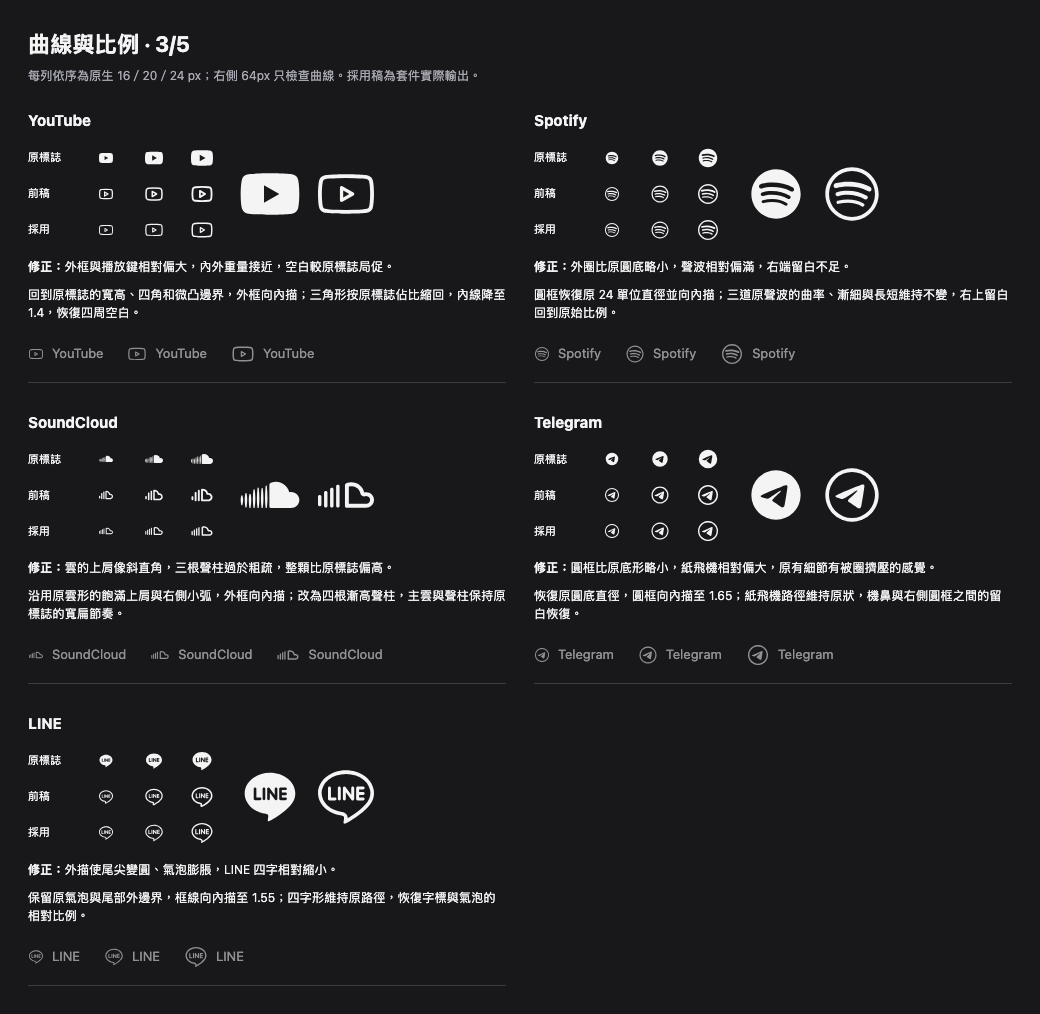 曲線與比例 · 3/5
每列依序為原生 16 / 20 / 24 px；右側 64px 只檢查曲線。採用稿為套件實際輸出。
YouTube
原標誌
前稿
採用
修正：外框與播放鍵相對偏大，內外重量接近，空白較原標誌局促。
回到原標誌的寬高、四角和微凸邊界，外框向內描；三角形按原標誌佔比縮回，內線降至
1.4，恢復四周空白。
YouTube YouTube YouTube
Spotify
原標誌
前稿
採用
修正：外圈比原圓底略小，聲波相對偏滿，右端留白不足。
圓框恢復原 24 單位直徑並向內描；三道原聲波的曲率、漸細與長短維持不變，右上留白
回到原始比例。
Spotify Spotify Spotify
SoundCloud
原標誌
前稿
採用
修正：雲的上肩像斜直角，三根聲柱過於粗疏，整顆比原標誌偏高。
沿用原雲形的飽滿上肩與右側小弧，外框向內描；改為四根漸高聲柱，主雲與聲柱保持原
標誌的寬扁節奏。
SoundCloud SoundCloud SoundCloud
Telegram
原標誌
前稿
採用
修正：圓框比原底形略小，紙飛機相對偏大，原有細節有被圈擠壓的感覺。
恢復原圓底直徑，圓框向內描至 1.65；紙飛機路徑維持原狀，機鼻與右側圓框之間的留
白恢復。
Telegram Telegram Telegram
LINE
原標誌 LINE LINE LINE
前稿 LINE LINE LINE
採用 LINE LINE LINE
LINE LINE
修正：外描使尾尖變圓、氣泡膨脹，LINE 四字相對縮小。
保留原氣泡與尾部外邊界，框線向內描至 1.55；四字形維持原路徑，恢復字標與氣泡的
相對比例。
LINE LINE LINE LINE LINE LINE